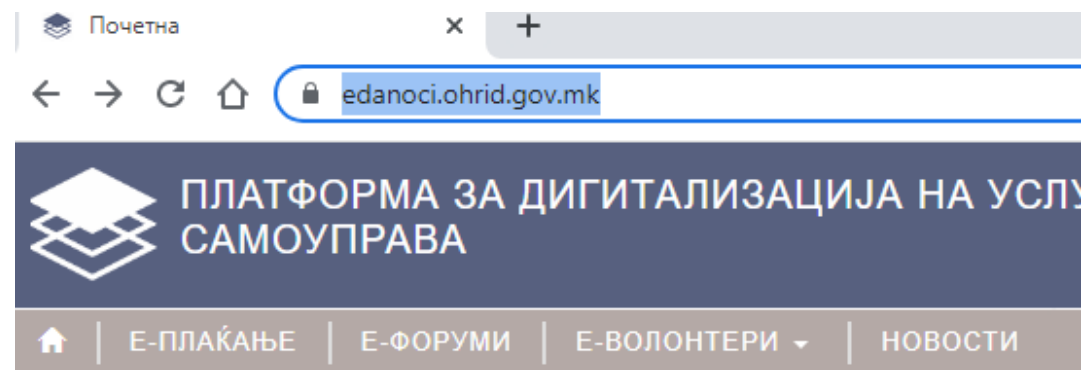 Почетна
edanoci.ohrid.gov.mk
ПЛАТФОРМА ЗА ДИГИТАЛИЗАЦИЈА НА
САМОУПРАВА
Е-ПЛАЌАЊЕ Е-ФОРУМИ Е-ВОЛОНТЕРИ НОВОСТИ